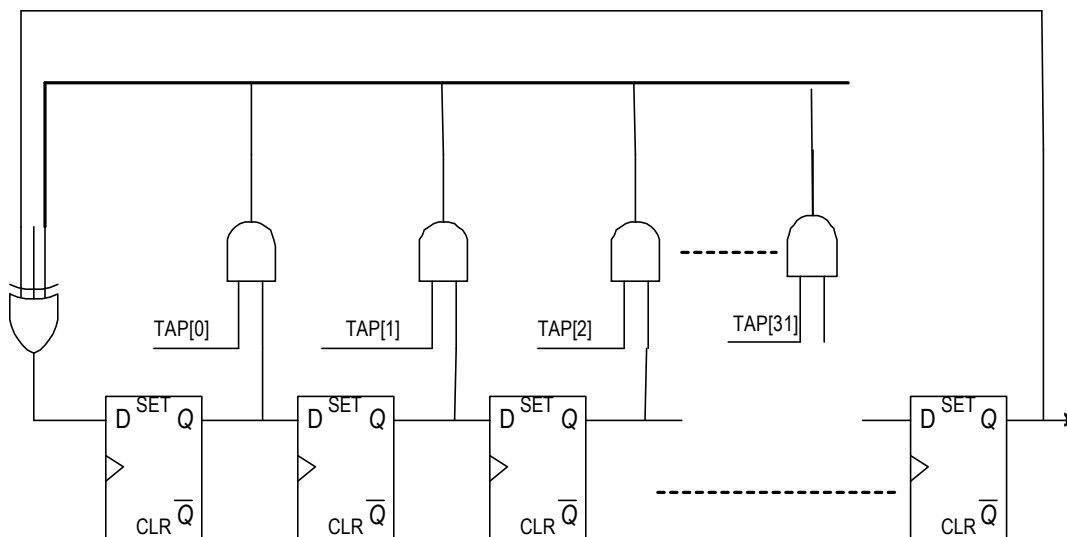 TAP[0]
TAP[1]
TAP[2]
TAP[31]
D SET Q
D SET Q
D SET Q
D SET Q
CLR Q̅
CLR Q̅
CLR Q̅
CLR Q̅